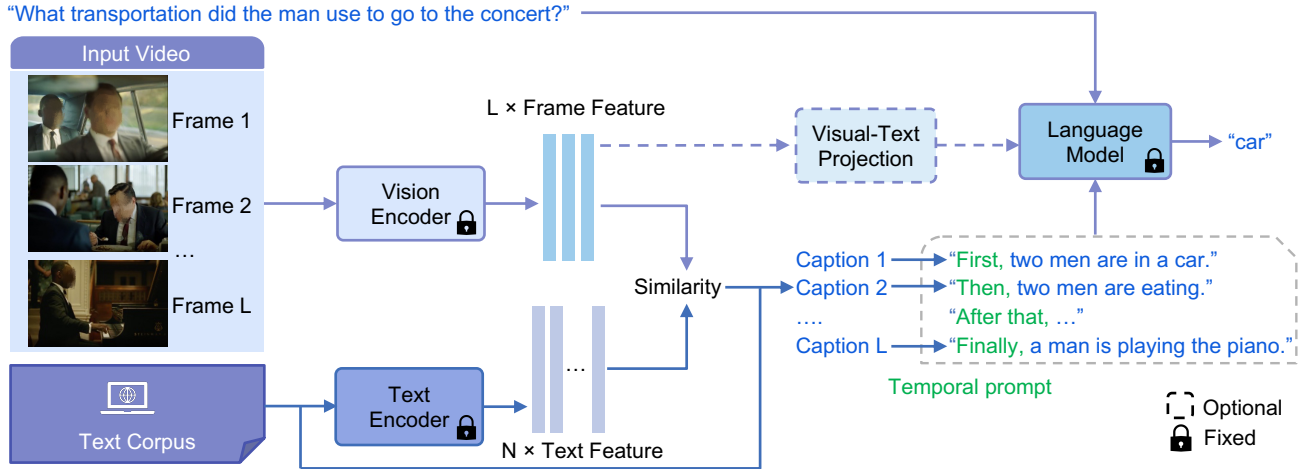 “What transportation did the man use to go to the concert?”
Input Video
Frame 1
Frame 2
...
Frame L
Vision
Encoder
L × Frame Feature
Visual-Text
Projection
Language
Model
“car”
Similarity
Caption 1
“First, two men are in a car.”
Caption 2
“Then, two men are eating.”
....
“After that, …”
Caption L
“Finally, a man is playing the piano.”
Temporal prompt
Text Corpus
Text
Encoder
...
N × Text Feature
Optional
Fixed